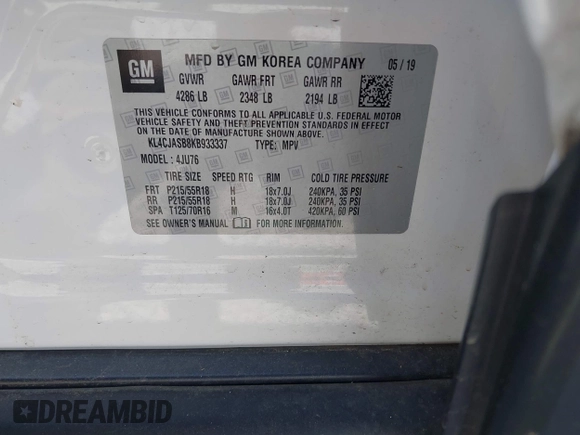 GM
MFD BY GM KOREA COMPANY 05/19
GVWR GAWR FRT GAWR RR
4286 LB 2348 LB 2194 LB
THIS VEHICLE CONFORMS TO ALL APPLICABLE U.S. FEDERAL MOTOR
VEHICLE SAFETY AND THEFT PREVENTION STANDARDS IN EFFECT
ON THE DATE OF MANUFACTURE SHOWN ABOVE.
KL4CJASB8KB933337 TYPE: MPV
MODEL: 4JU76
TIRE SIZE SPEED RTG RIM COLD TIRE PRESSURE
FRT P215/55R18 H 18x7.0J 240KPA, 35 PSI
RR P215/55R18 H 18x7.0J 240KPA, 35 PSI
SPA T125/70R16 M 16x4.0T 420KPA, 60 PSI
SEE OWNER'S MANUAL FOR MORE INFORMATION.
DREAMBID